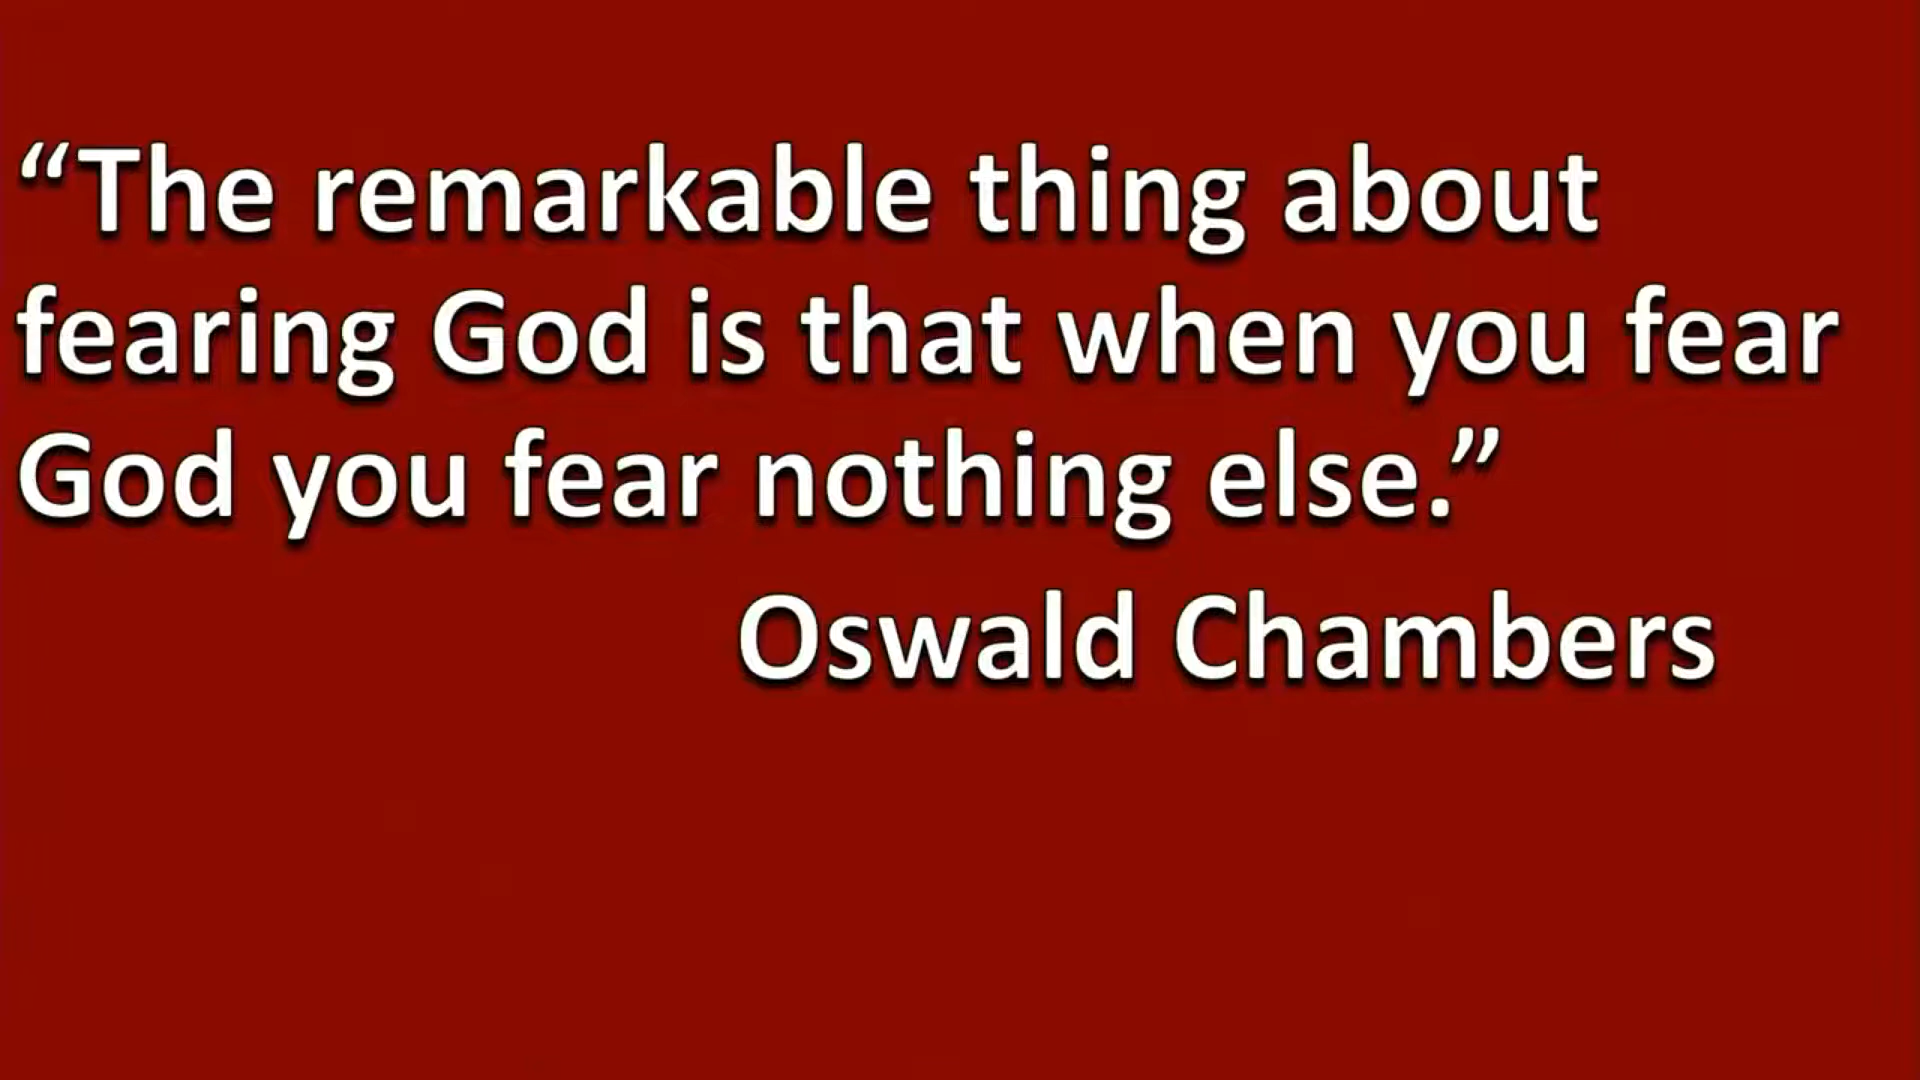 “The remarkable thing about
fearing God is that when you fear
God you fear nothing else.”
Oswald Chambers